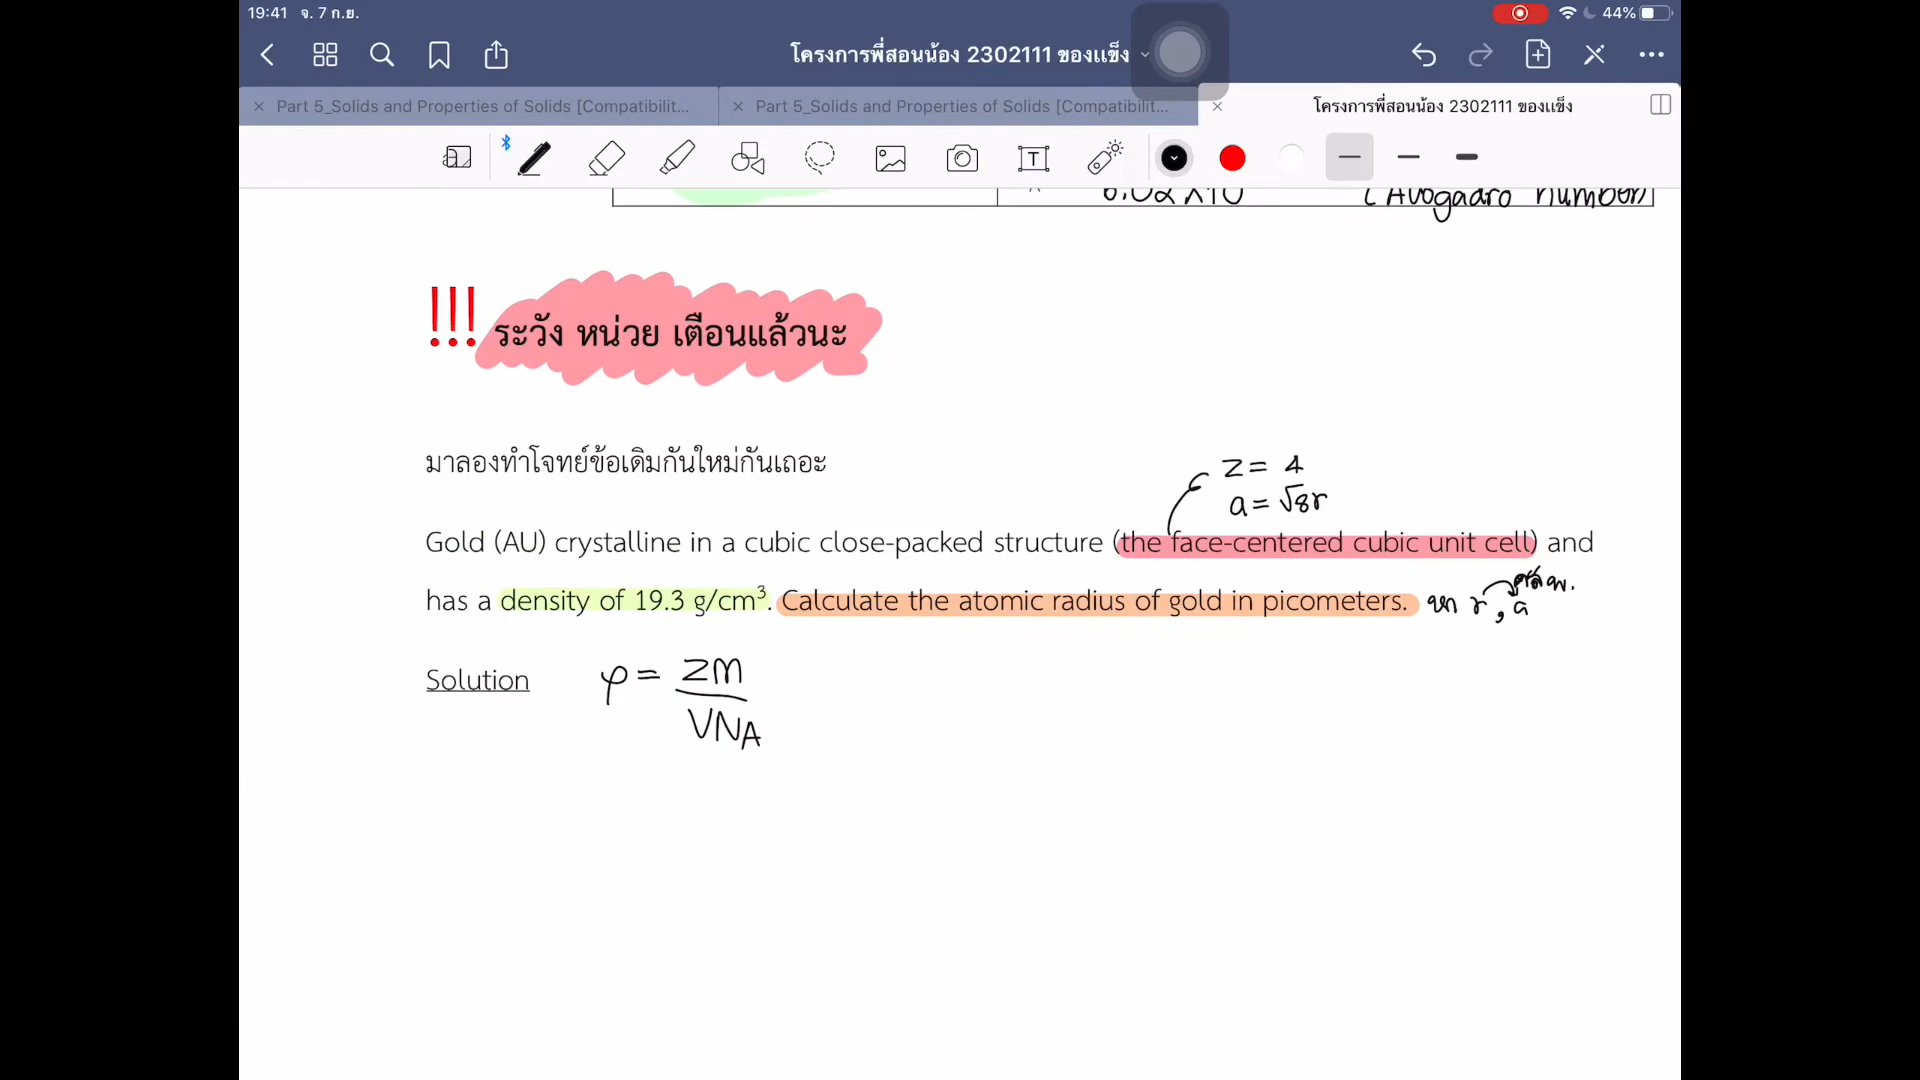 19:41 จ. 7 ก.ย. 44%
โครงการพี่สอนน้อง 2302111 ของแข็ง
Part 5_Solids and Properties of Solids [Compatibilit... Part 5_Solids and Properties of Solids [Compatibilit... โครงการพี่สอนน้อง 2302111 ของแข็ง
6.02×10 (Avogadro number)
!!! ระวัง หน่วย เตือนแล้วนะ
มาลองทำโจทย์ข้อเดิมกันใหม่กันเถอะ
Z = 4
a = √8r
Gold (AU) crystalline in a cubic close-packed structure (the face-centered cubic unit cell) and
has a density of 19.3 g/cm³. Calculate the atomic radius of gold in picometers. หา r, a
Solution ρ = ZM
VN_A